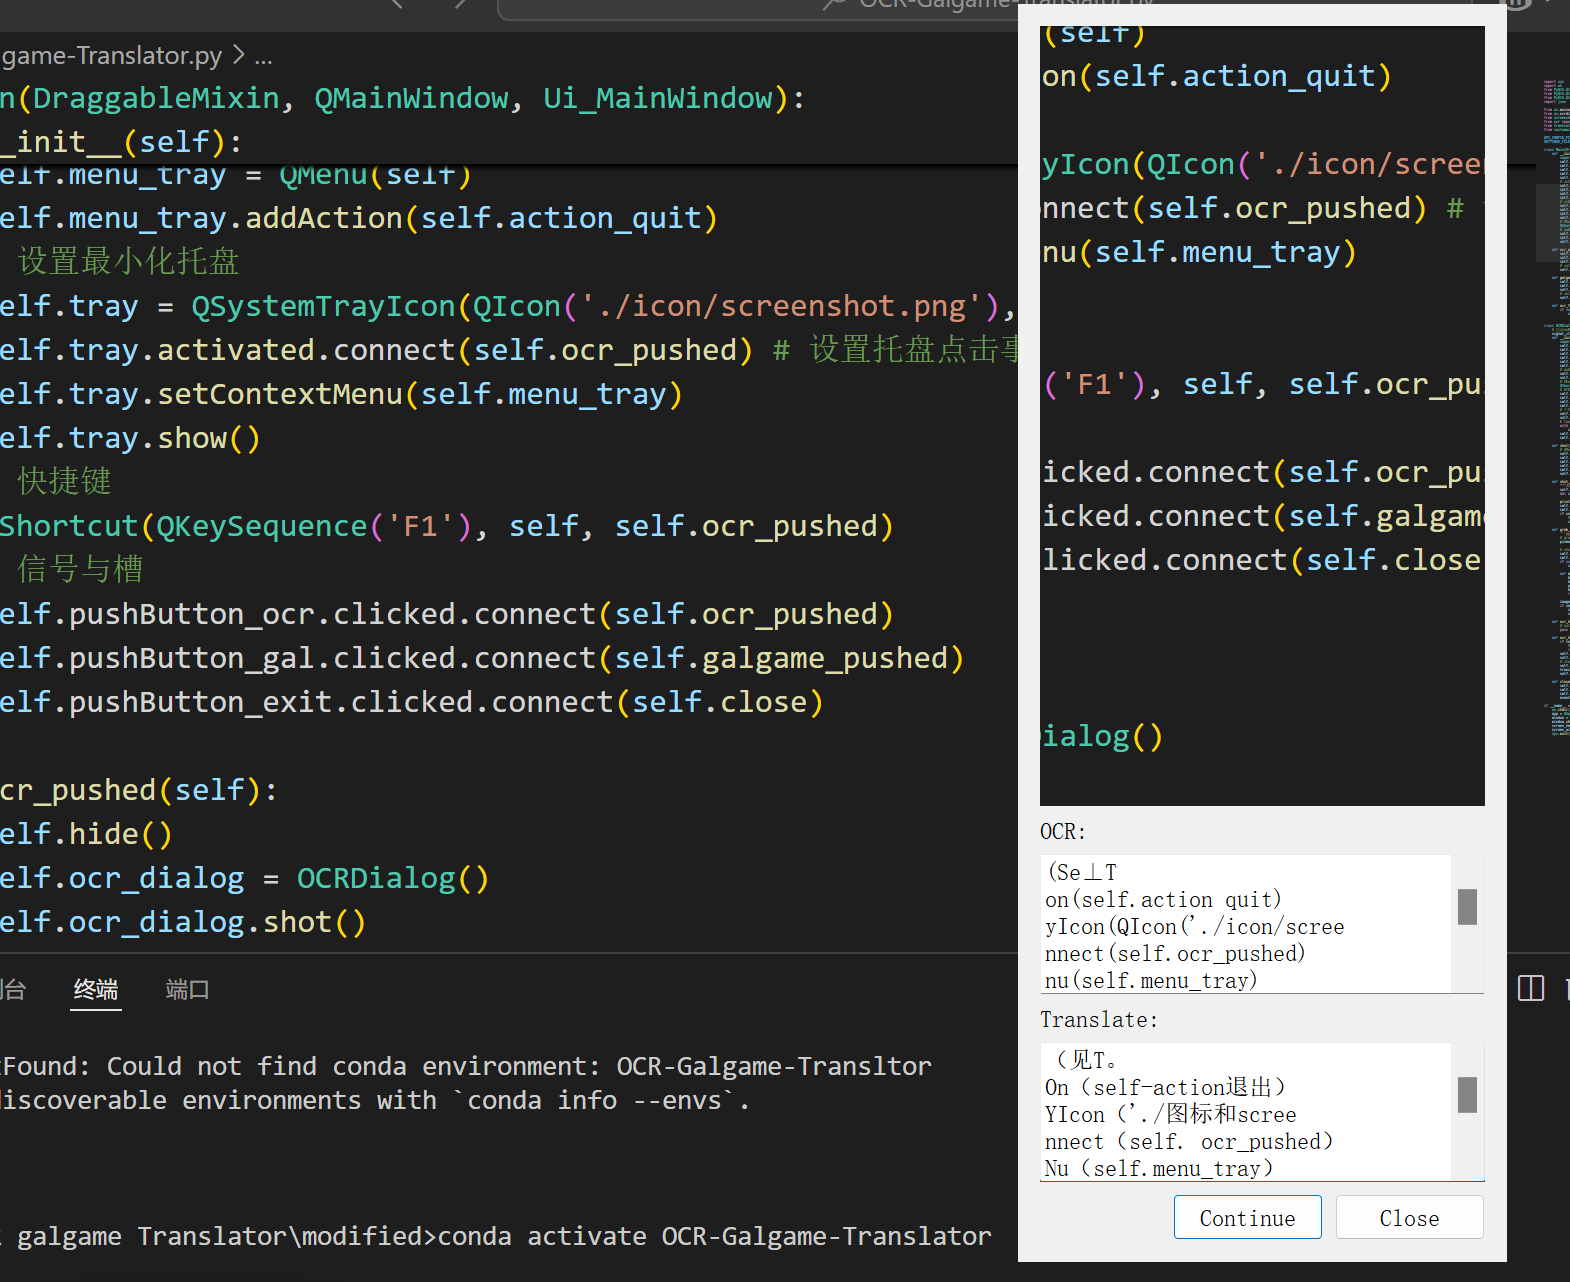 game-Translator.py > ...
n(DraggableMixin, QMainWindow, Ui_MainWindow):
_init__(self):
elf.menu_tray = QMenu(self)
elf.menu_tray.addAction(self.action_quit)
设置最小化托盘
elf.tray = QSystemTrayIcon(QIcon('./icon/screenshot.png'),
elf.tray.activated.connect(self.ocr_pushed) # 设置托盘点击事
elf.tray.setContextMenu(self.menu_tray)
elf.tray.show()
快捷键
Shortcut(QKeySequence('F1'), self, self.ocr_pushed)
信号与槽
elf.pushButton_ocr.clicked.connect(self.ocr_pushed)
elf.pushButton_gal.clicked.connect(self.galgame_pushed)
elf.pushButton_exit.clicked.connect(self.close)
cr_pushed(self):
elf.hide()
elf.ocr_dialog = OCRDialog()
elf.ocr_dialog.shot()
台
终端
端口
Found: Could not find conda environment: OCR-Galgame-Transltor
iscoverable environments with `conda info --envs`.
galgame Translator\modified>conda activate OCR-Galgame-Translator
(self)
on(self.action_quit)
yIcon(QIcon('./icon/screen
nnect(self.ocr_pushed) #
nu(self.menu_tray)
('F1'), self, self.ocr_pu
icked.connect(self.ocr_pu
icked.connect(self.galgam
licked.connect(self.close
ialog()
OCR:
(Se⊥T
on(self.action quit)
yIcon(QIcon('./icon/scree
nnect(self.ocr_pushed)
nu(self.menu_tray)
Translate:
（见T。
On（self-action退出）
YIcon（'./图标和scree
nnect（self. ocr_pushed）
Nu（self.menu_tray）
Continue
Close